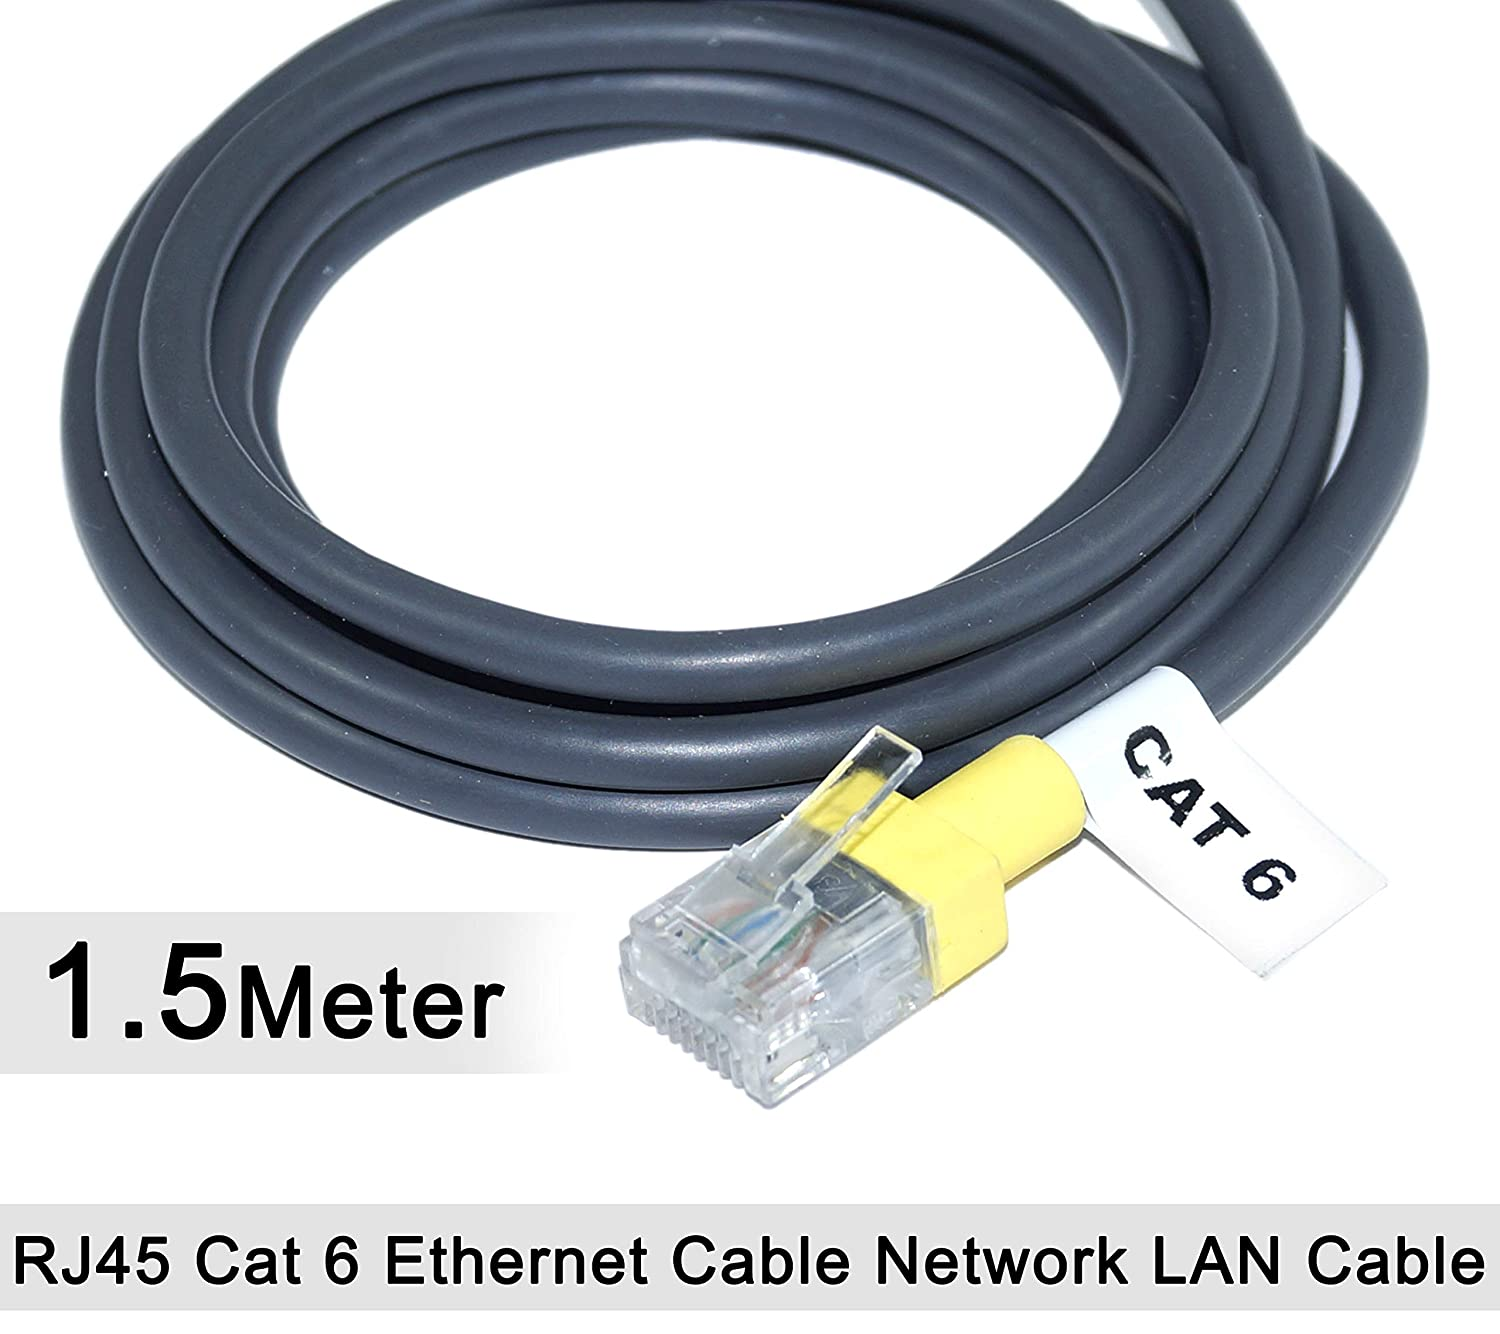 CAT 6
1.5Meter
RJ45 Cat 6 Ethernet Cable Network LAN Cable